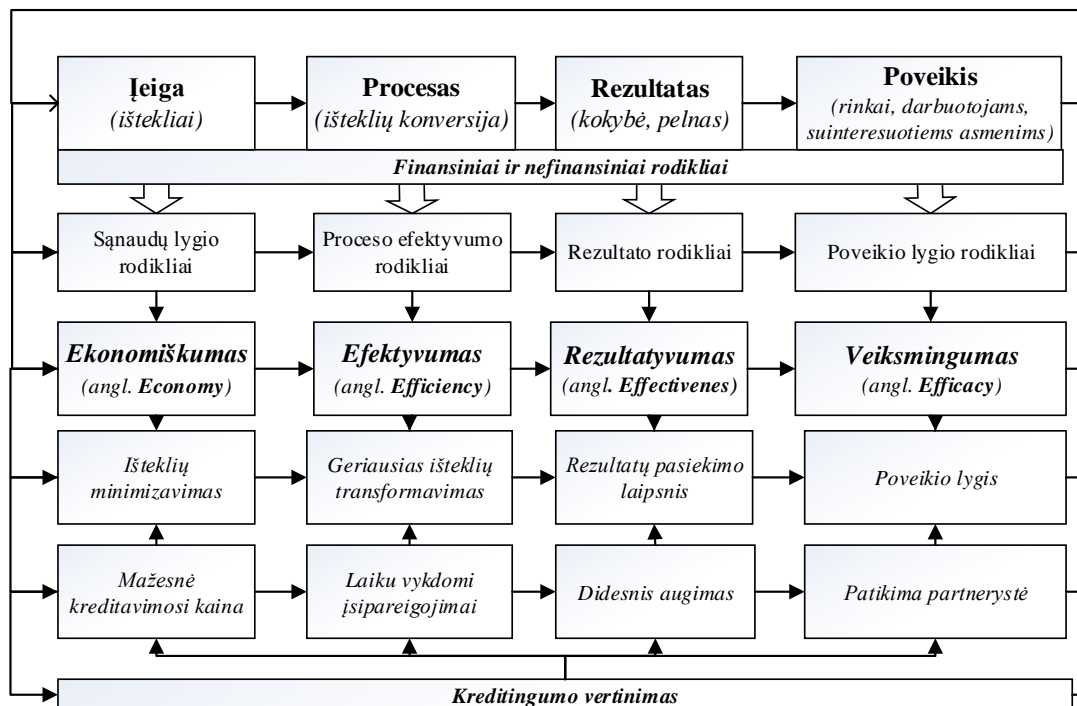 Įeiga
(ištekliai)
Procesas
(išteklių konversija)
Rezultatas
(kokybė, pelnas)
Poveikis
(rinkai, darbuotojams,
suinteresuotiems asmenims)
Finansiniai ir nefinansiniai rodikliai
Sąnaudų lygio
rodikliai
Proceso efektyvumo
rodikliai
Rezultato rodikliai
Poveikio lygio rodikliai
Ekonomiškumas
(angl. Economy)
Efektyvumas
(angl. Efficiency)
Rezultatyvumas
(angl. Effectivenes)
Veiksmingumas
(angl. Efficacy)
Išteklių
minimizavimas
Geriausias išteklių
transformavimas
Rezultatų pasiekimo
laipsnis
Poveikio lygis
Mažesnė
kreditavimosi kaina
Laiku vykdomi
įsipareigojimai
Didesnis augimas
Patikima partnerystė
Kreditingumo vertinimas